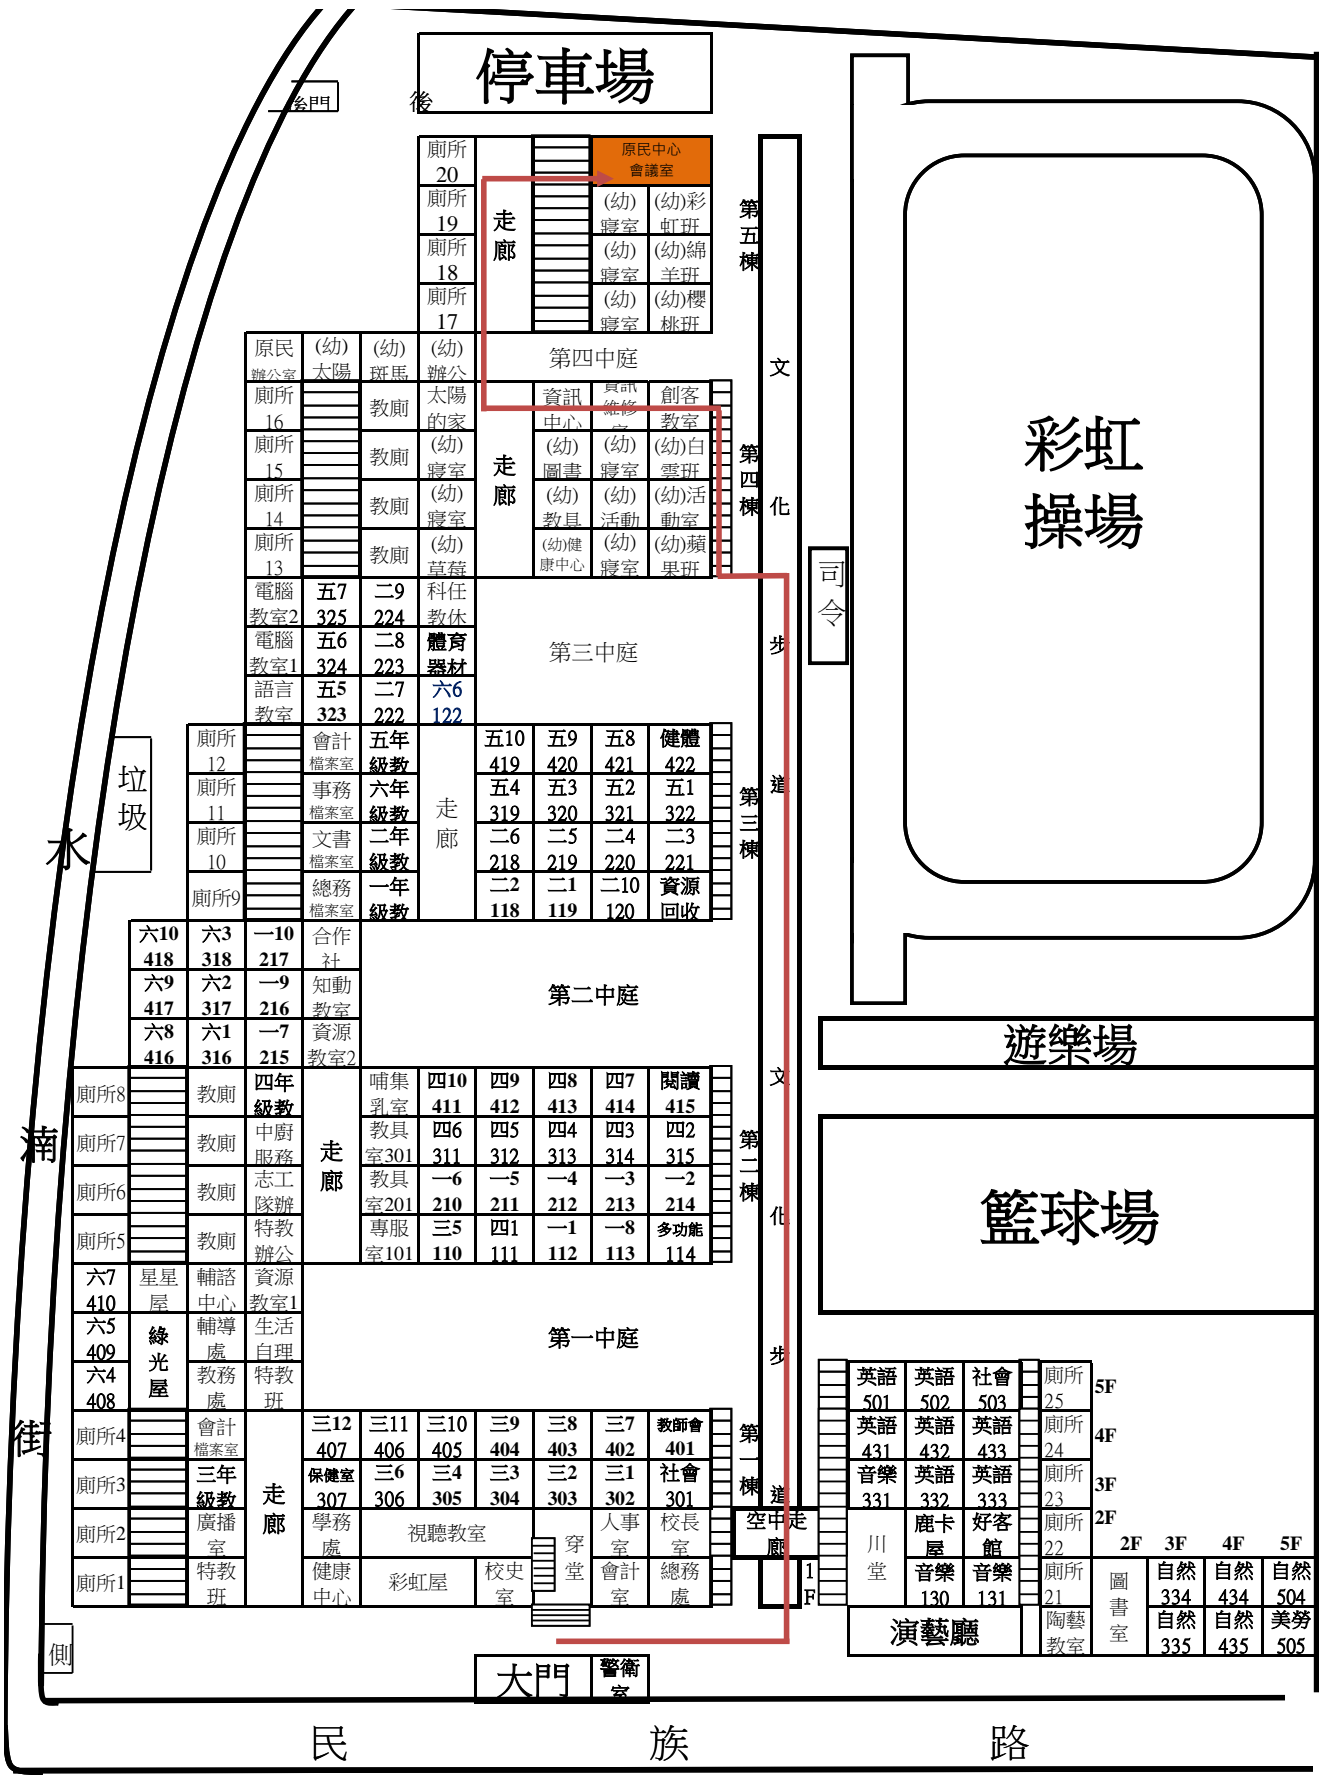 停車場
後門
後
廁所 20
原民中心 會議室
廁所 19
走廊
(幼) 寢室
(幼)彩虹班
第五棟
廁所 18
(幼) 寢室
(幼)綿羊班
廁所 17
(幼) 寢室
(幼)櫻桃班
原民 辦公室
(幼) 太陽
(幼) 斑馬
(幼) 辦公
第四中庭
廁所 16
教廁
太陽的家
資訊中心
資訊維修
創客教室
廁所 15
教廁
(幼) 寢室
走廊
(幼) 圖書
(幼) 寢室
(幼)白雲班
第四棟
廁所 14
教廁
(幼) 寢室
(幼) 教具
(幼) 活動
(幼)活動室
廁所 13
教廁
(幼) 草莓
(幼)健康中心
(幼) 寢室
(幼)蘋果班
文化步道
司令
彩虹操場
電腦教室2
五7 325
二9 224
科任教休
電腦教室1
五6 324
二8 223
體育器材
第三中庭
語言教室
五5 323
二7 222
六6 122
垃圾
廁所 12
會計檔案室
五年級教
走廊
五10 419
五9 420
五8 421
健體 422
廁所 11
事務檔案室
六年級教
五4 319
五3 320
五2 321
五1 322
第三棟
廁所 10
文書檔案室
二年級教
二6 218
二5 219
二4 220
二3 221
廁所9
總務檔案室
一年級教
二2 118
二1 119
二10 120
資源回收
六10 418
六3 318
一10 217
合作社
六9 417
六2 317
一9 216
知動教室
第二中庭
六8 416
六1 316
一7 215
資源教室2
遊樂場
廁所8
教廁
四年級教
走廊
哺集乳室
四10 411
四9 412
四8 413
四7 414
閱讀 415
廁所7
教廁
中廚服務
教具室301
四6 311
四5 312
四4 313
四3 314
四2 315
第二棟
廁所6
教廁
志工隊辦
教具室201
一6 210
一5 211
一4 212
一3 213
一2 214
廁所5
教廁
特教辦公
專服室101
三5 110
四1 111
一1 112
一8 113
多功能 114
文化步道
籃球場
六7 410
星星屋
輔諮中心
資源教室1
六5 409
綠光屋
輔導處
生活自理
第一中庭
六4 408
教務處
特教班
廁所4
會計檔案室
走廊
三12 407
三11 406
三10 405
三9 404
三8 403
三7 402
教師會 401
第一棟
廁所3
三年級教
保健室 307
三6 306
三4 305
三3 304
三2 303
三1 302
社會 301
廁所2
廣播室
學務處
視聽教室
穿堂
人事室
校長室
空中走廊
廁所1
特教班
健康中心
彩虹屋
校史室
會計室
總務處
1F
英語 501
英語 502
社會 503
廁所 25
5F
英語 431
英語 432
英語 433
廁所 24
4F
音樂 331
英語 332
英語 333
廁所 23
3F
川堂
鹿卡屋
好客館
廁所 22
2F
2F 3F 4F 5F
音樂 130
音樂 131
廁所 21
圖書室
自然 334
自然 434
自然 504
演藝廳
陶藝教室
自然 335
自然 435
美勞 505
側
大門
警衛室
水湳街
民族路